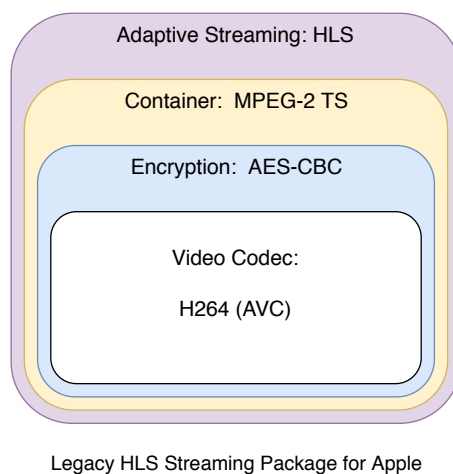 Adaptive Streaming: HLS
Container:  MPEG-2 TS
Encryption:  AES-CBC
Video Codec:
H264 (AVC)
Legacy HLS Streaming Package for Apple